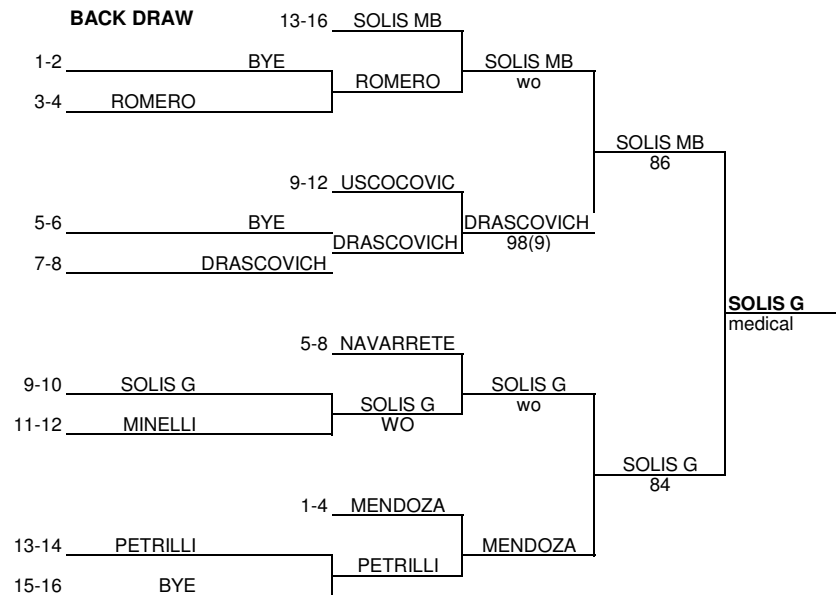 BACK DRAW 13-16 SOLIS MB
1-2 BYE SOLIS MB
ROMERO wo
3-4 ROMERO
SOLIS MB
86
9-12 USCOCOVIC
5-6 BYE DRASCOVICH
DRASCOVICH 98(9)
7-8 DRASCOVICH
SOLIS G
medical
5-8 NAVARRETE
9-10 SOLIS G SOLIS G
SOLIS G wo
11-12 MINELLI WO
SOLIS G
84
1-4 MENDOZA
13-14 PETRILLI MENDOZA
PETRILLI
15-16 BYE